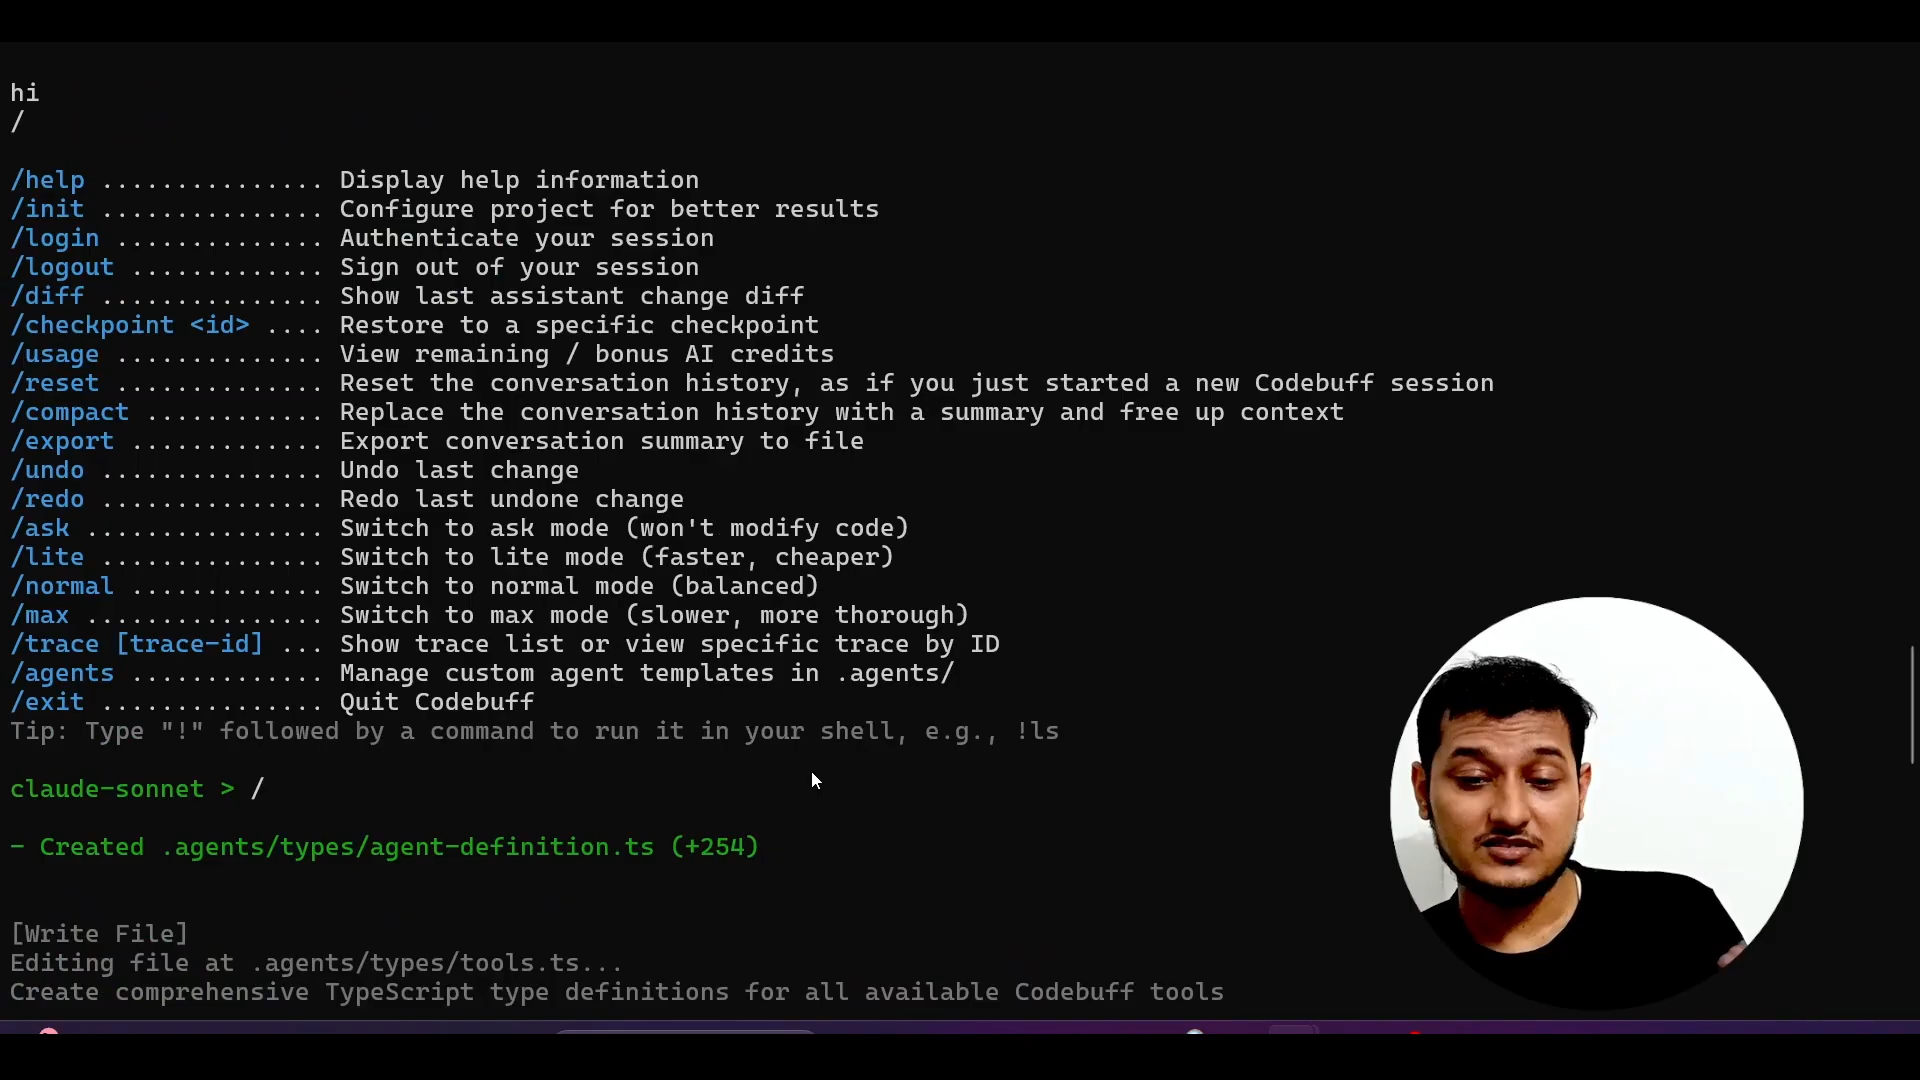 hi
/
/help ............... Display help information
/init ............... Configure project for better results
/login .............. Authenticate your session
/logout ............. Sign out of your session
/diff ............... Show last assistant change diff
/checkpoint <id> .... Restore to a specific checkpoint
/usage .............. View remaining / bonus AI credits
/reset .............. Reset the conversation history, as if you just started a new Codebuff session
/compact ............ Replace the conversation history with a summary and free up context
/export ............. Export conversation summary to file
/undo ............... Undo last change
/redo ............... Redo last undone change
/ask ................ Switch to ask mode (won't modify code)
/lite ............... Switch to lite mode (faster, cheaper)
/normal ............. Switch to normal mode (balanced)
/max ................ Switch to max mode (slower, more thorough)
/trace [trace-id] ... Show trace list or view specific trace by ID
/agents ............. Manage custom agent templates in .agents/
/exit ............... Quit Codebuff
Tip: Type "!" followed by a command to run it in your shell, e.g., !ls
claude-sonnet > /
- Created .agents/types/agent-definition.ts (+254)
[Write File]
Editing file at .agents/types/tools.ts...
Create comprehensive TypeScript type definitions for all available Codebuff tools